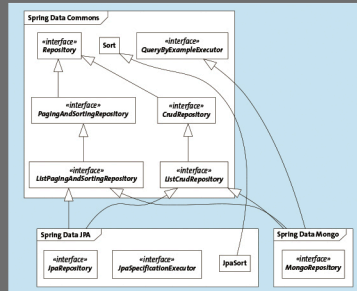 Spring Data Commons
«interface»
Repository
Sort
«interface»
QueryByExampleExecutor
«interface»
PagingAndSortingRepository
«interface»
CrudRepository
«interface»
ListPagingAndSortingRepository
«interface»
ListCrudRepository
Spring Data JPA
«interface»
JpaRepository
«interface»
JpaSpecificationExecutor
JpaSort
Spring Data Mongo
«interface»
MongoRepository